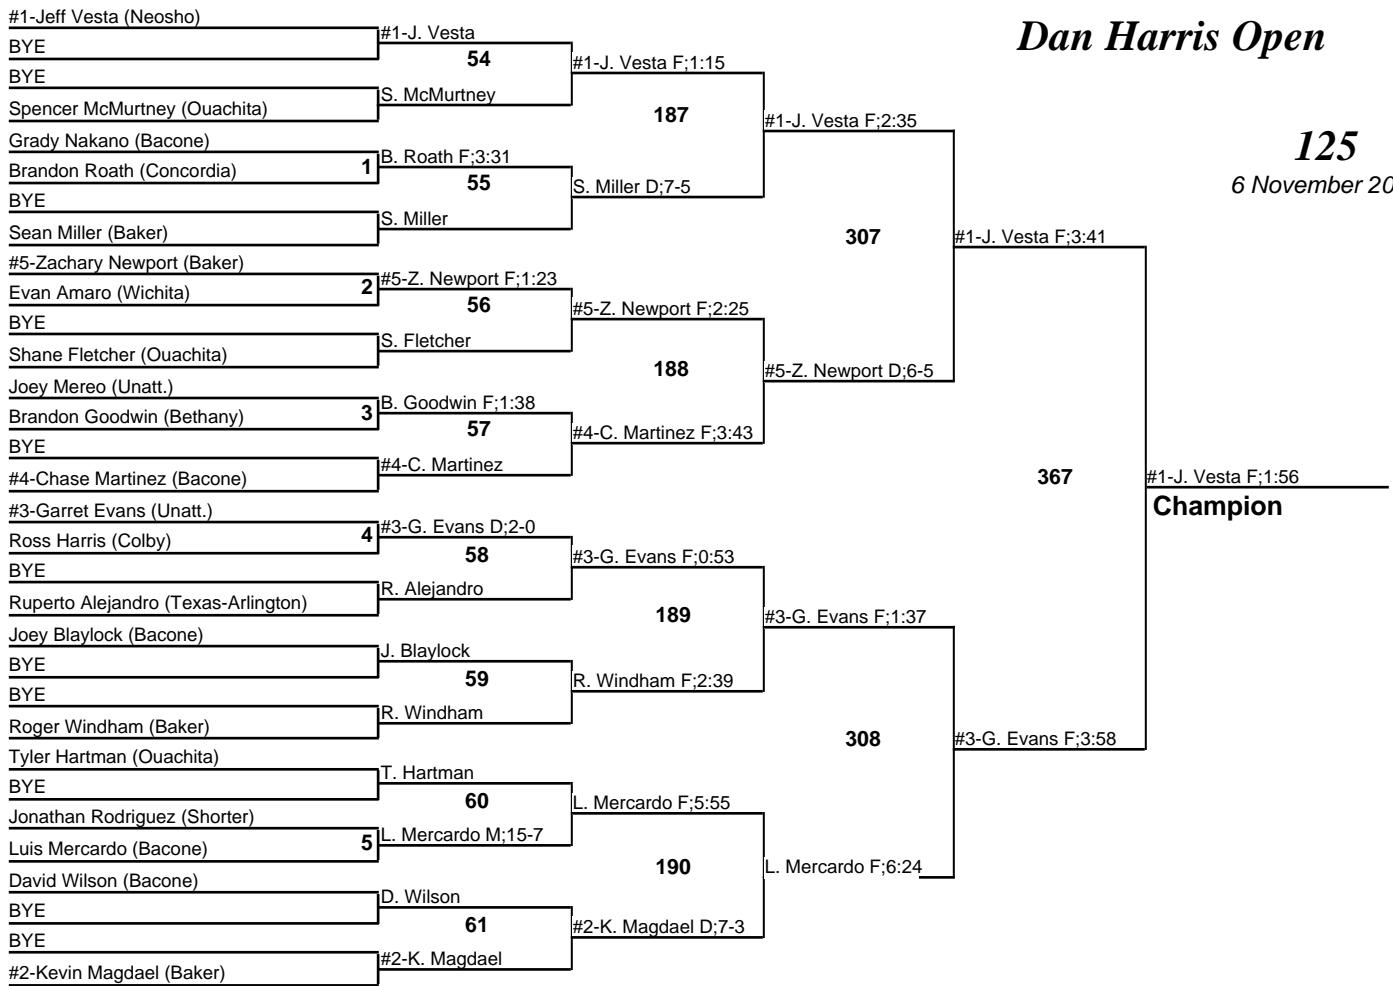 Dan Harris Open
125
6 November 20
#1-Jeff Vesta (Neosho)
BYE
BYE
Spencer McMurtney (Ouachita)
Grady Nakano (Bacone)
Brandon Roath (Concordia)
BYE
Sean Miller (Baker)
#5-Zachary Newport (Baker)
Evan Amaro (Wichita)
BYE
Shane Fletcher (Ouachita)
Joey Mereo (Unatt.)
Brandon Goodwin (Bethany)
BYE
#4-Chase Martinez (Bacone)
#3-Garret Evans (Unatt.)
Ross Harris (Colby)
BYE
Ruperto Alejandro (Texas-Arlington)
Joey Blaylock (Bacone)
BYE
BYE
Roger Windham (Baker)
Tyler Hartman (Ouachita)
BYE
Jonathan Rodriguez (Shorter)
Luis Mercardo (Bacone)
David Wilson (Bacone)
BYE
BYE
#2-Kevin Magdael (Baker)
1
2
3
4
5
#1-J. Vesta
54
S. McMurtney
B. Roath F;3:31
55
S. Miller
#5-Z. Newport F;1:23
56
S. Fletcher
B. Goodwin F;1:38
57
#4-C. Martinez
#3-G. Evans D;2-0
58
R. Alejandro
J. Blaylock
59
R. Windham
T. Hartman
60
L. Mercardo M;15-7
D. Wilson
61
#2-K. Magdael
#1-J. Vesta F;1:15
187
S. Miller D;7-5
#5-Z. Newport F;2:25
188
#4-C. Martinez F;3:43
#3-G. Evans F;0:53
189
R. Windham F;2:39
L. Mercardo F;5:55
190
#2-K. Magdael D;7-3
#1-J. Vesta F;2:35
307
#5-Z. Newport D;6-5
#3-G. Evans F;1:37
308
L. Mercardo F;6:24
#1-J. Vesta F;3:41
367
#3-G. Evans F;3:58
#1-J. Vesta F;1:56
Champion